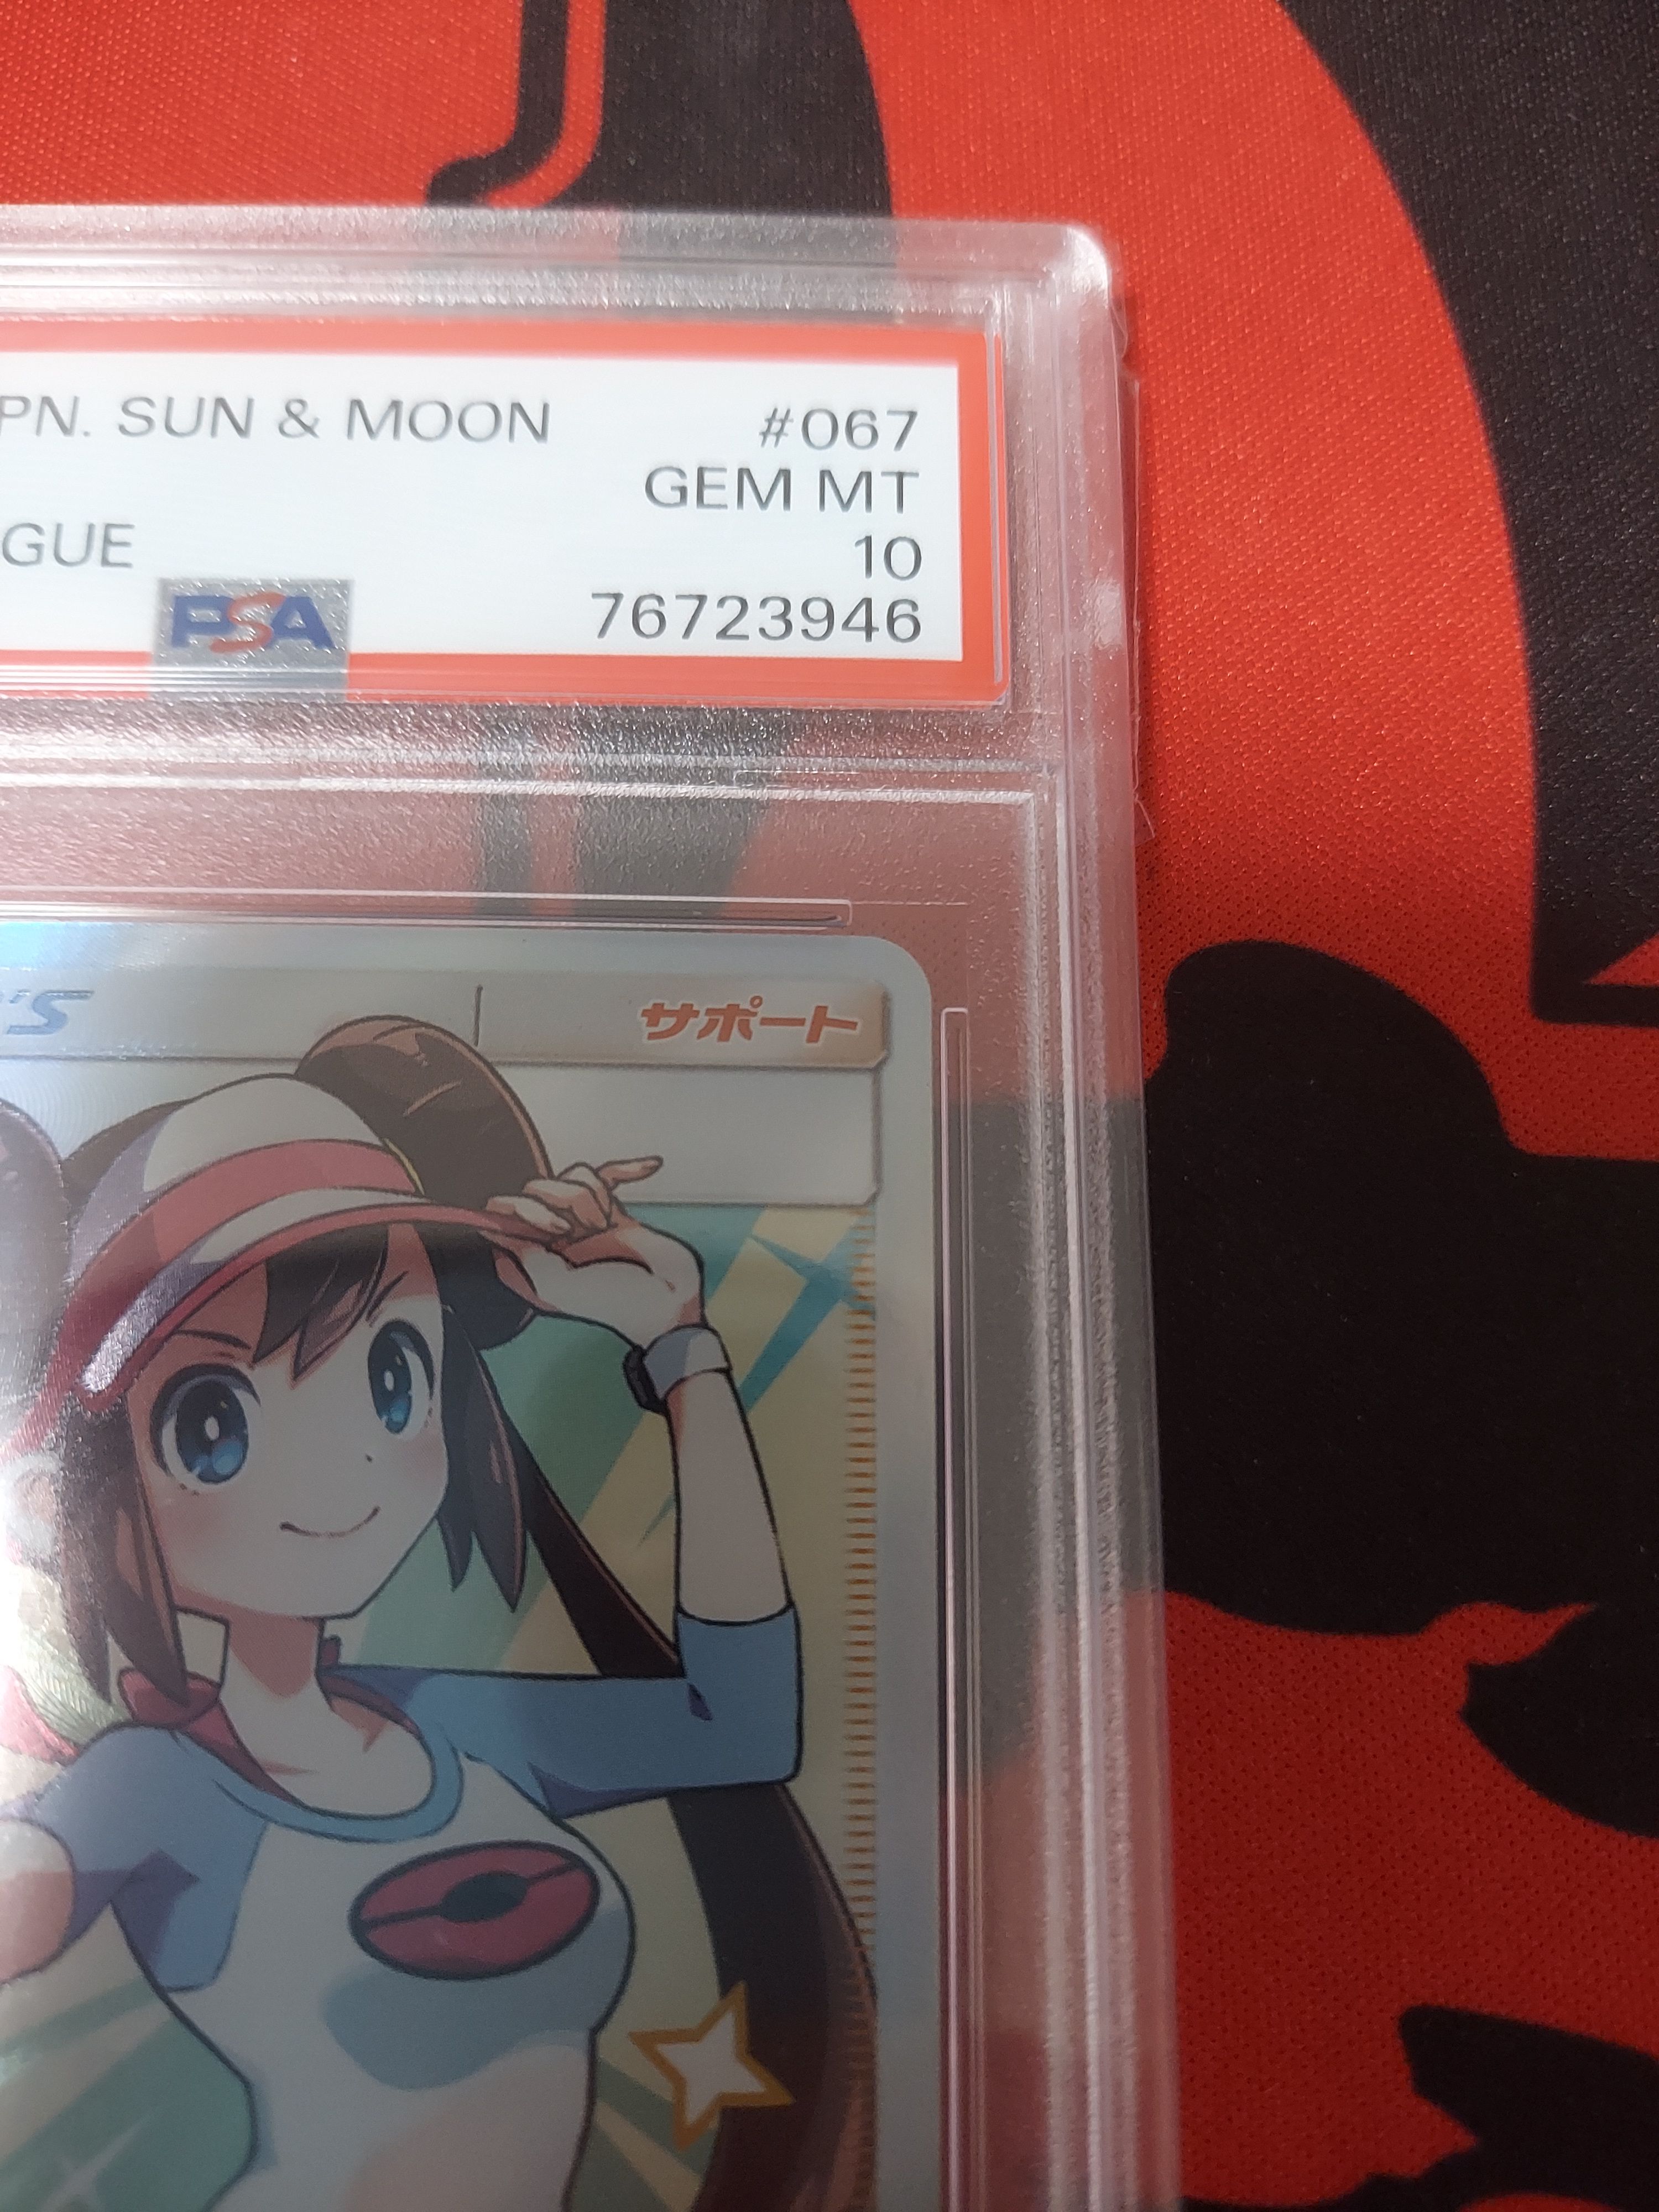 PN. SUN & MOON #067
GEM MT
GUE 10
PSA 76723946
'S サポート